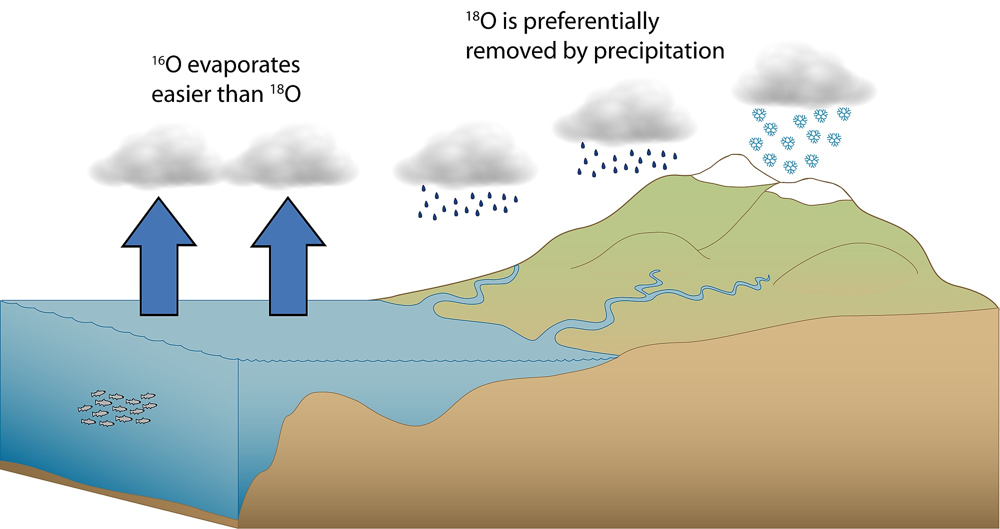 ¹⁸O is preferentially
removed by precipitation
¹⁶O evaporates
easier than ¹⁸O